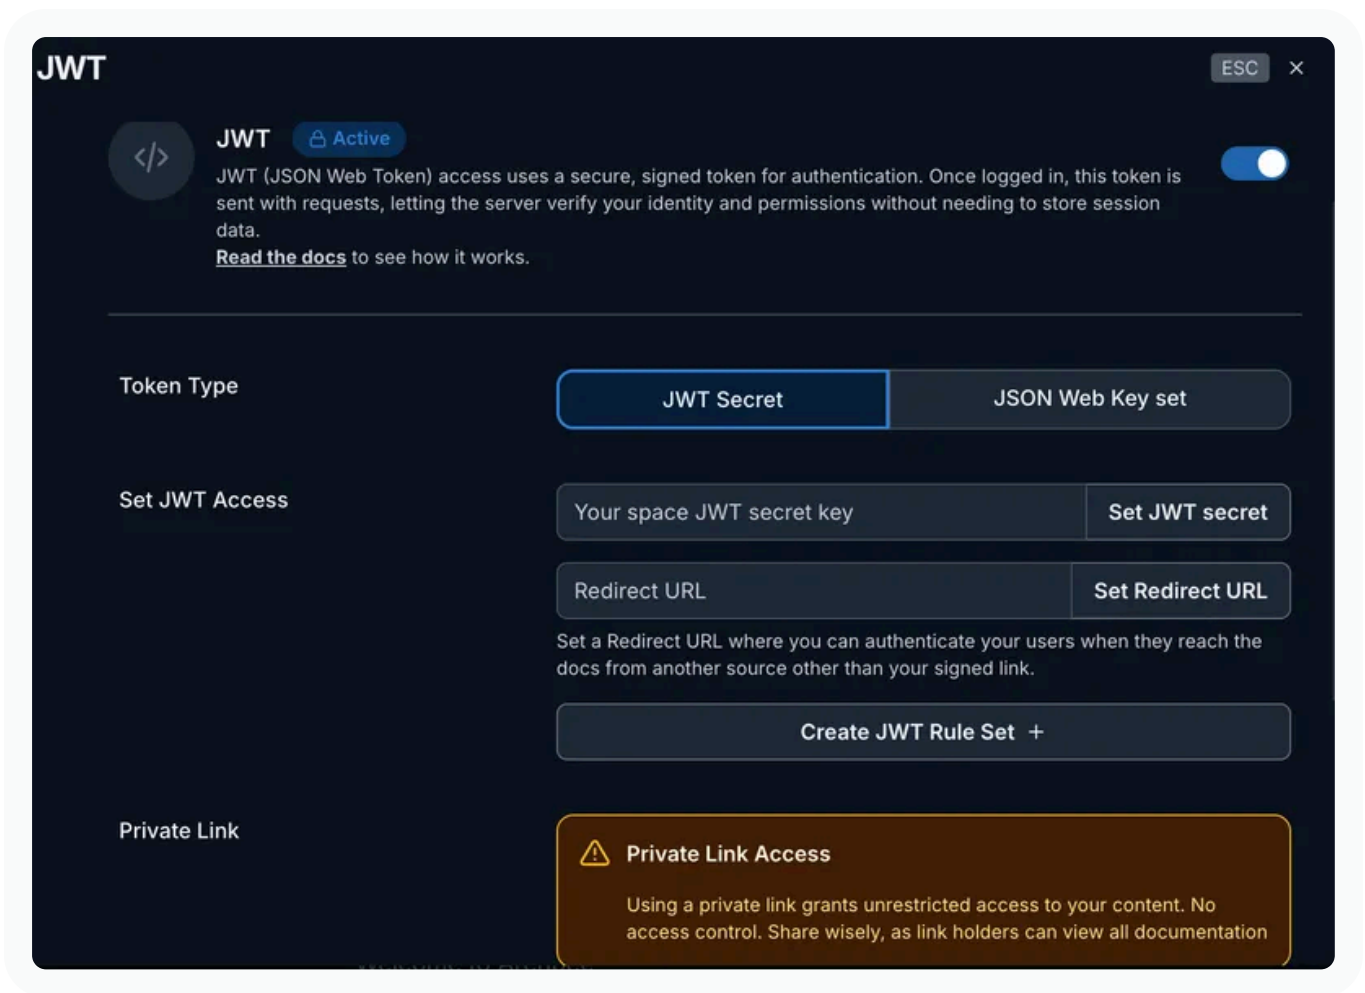 JWT
ESC
JWT
Active
JWT (JSON Web Token) access uses a secure, signed token for authentication. Once logged in, this token is
sent with requests, letting the server verify your identity and permissions without needing to store session
data.
Read the docs to see how it works.
Token Type
JWT Secret
JSON Web Key set
Set JWT Access
Your space JWT secret key
Set JWT secret
Redirect URL
Set Redirect URL
Set a Redirect URL where you can authenticate your users when they reach the
docs from another source other than your signed link.
Create JWT Rule Set +
Private Link
Private Link Access
Using a private link grants unrestricted access to your content. No
access control. Share wisely, as link holders can view all documentation